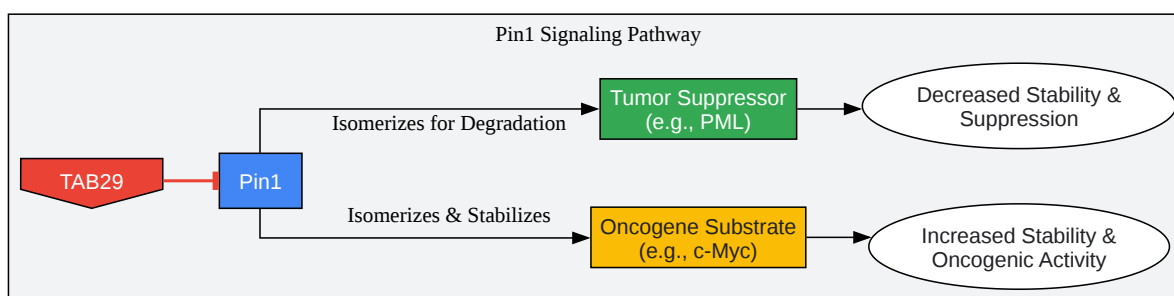 Pin1 Signaling Pathway
Tumor Suppressor
(e.g., PML)
Decreased Stability &
Suppression
Isomerizes for Degradation
TAB29
Pin1
Isomerizes & Stabilizes
Oncogene Substrate
(e.g., c-Myc)
Increased Stability &
Oncogenic Activity